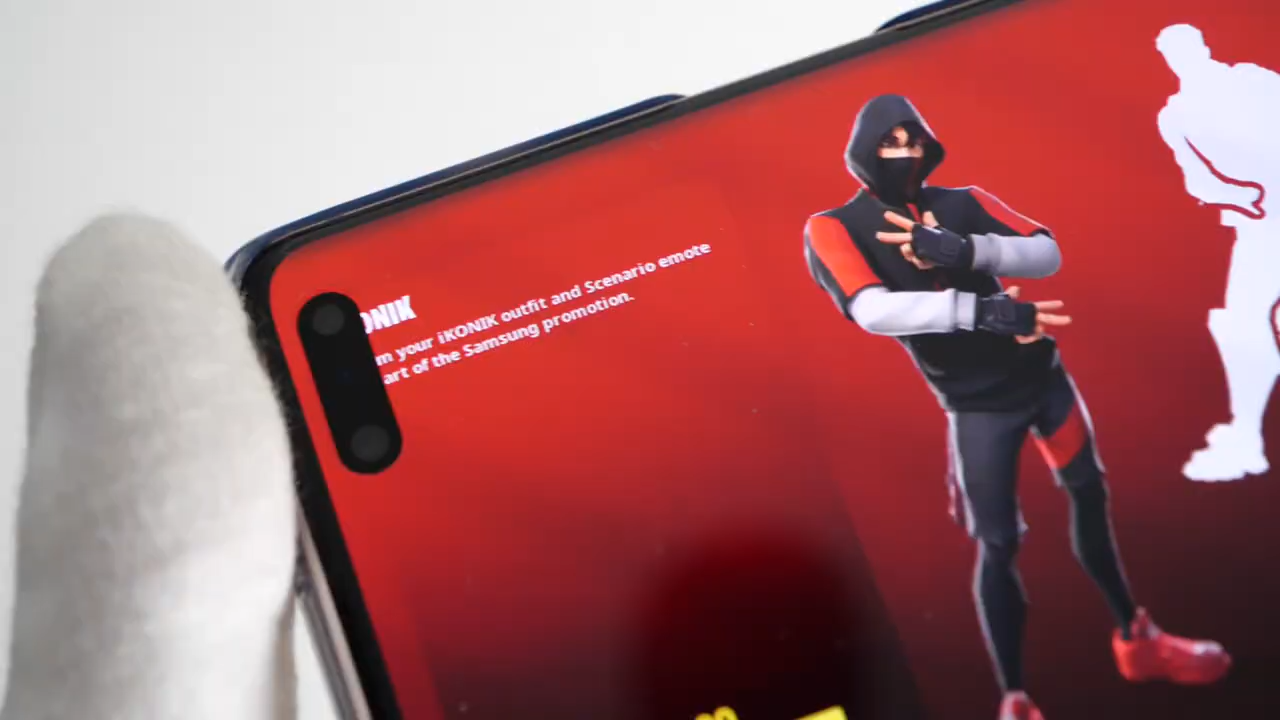 ONIK
m your iKONIK outfit and Scenario emote
art of the Samsung promotion.